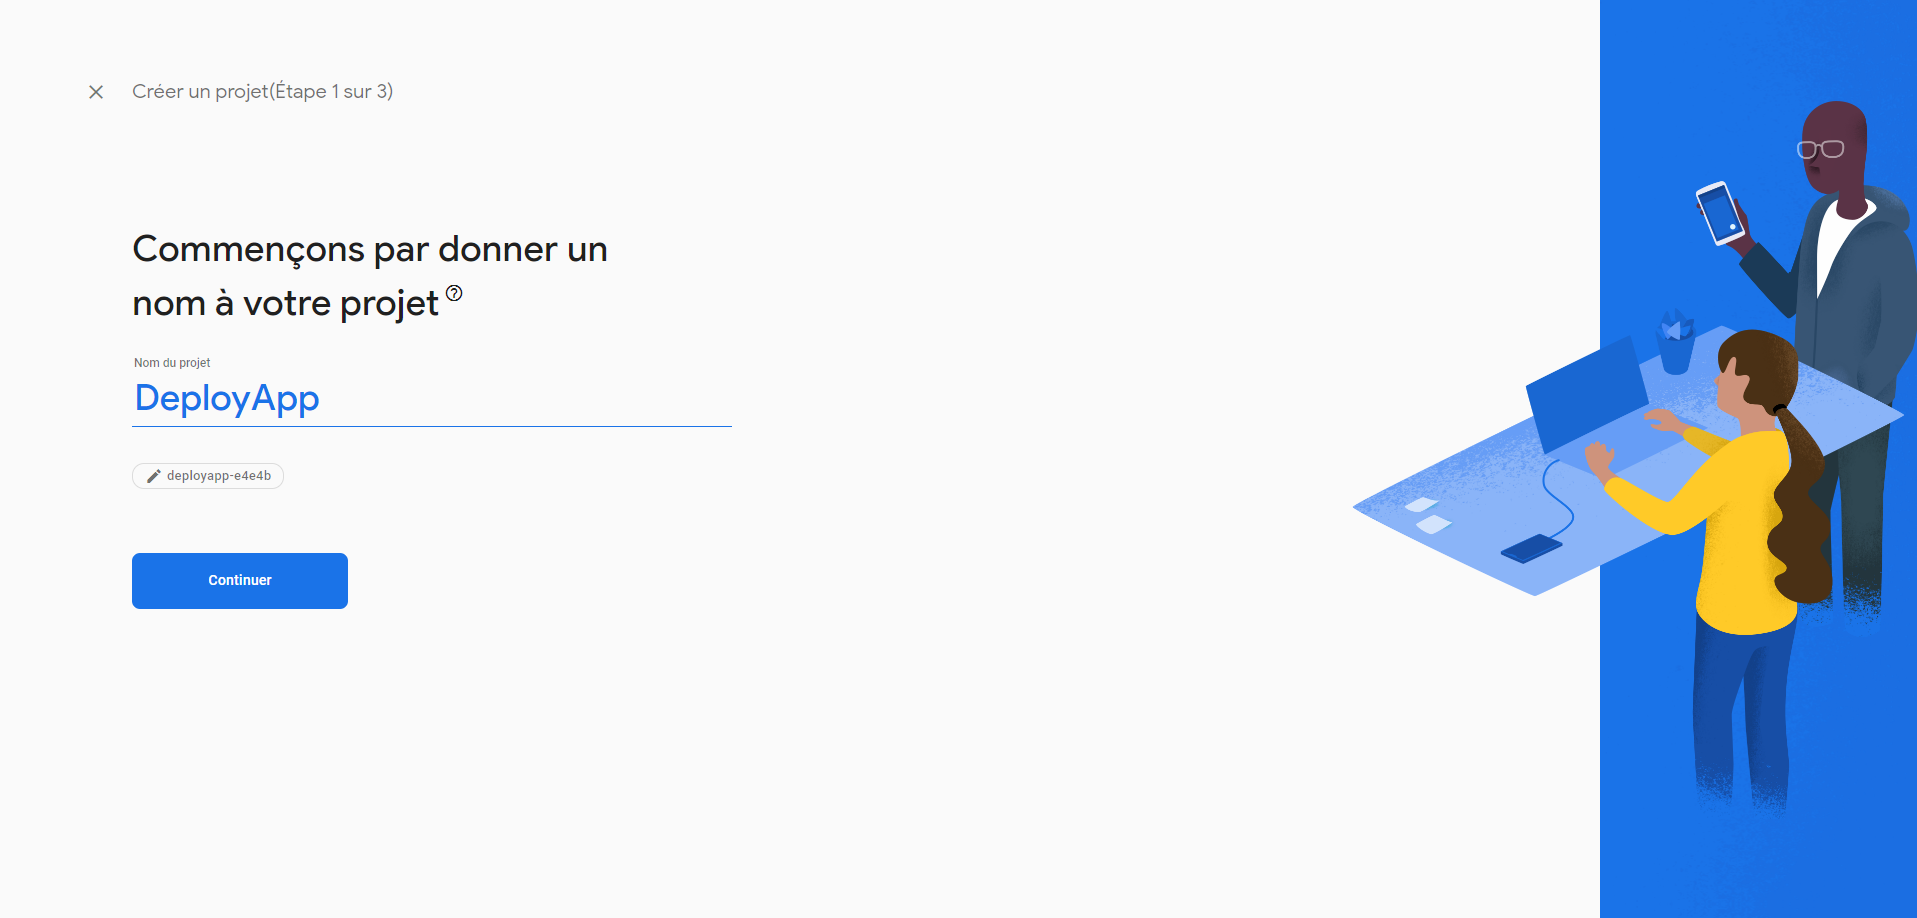 Créer un projet(Étape 1 sur 3)
Commençons par donner un
nom à votre projet
Nom du projet
DeployApp
deployapp-e4e4b
Continuer